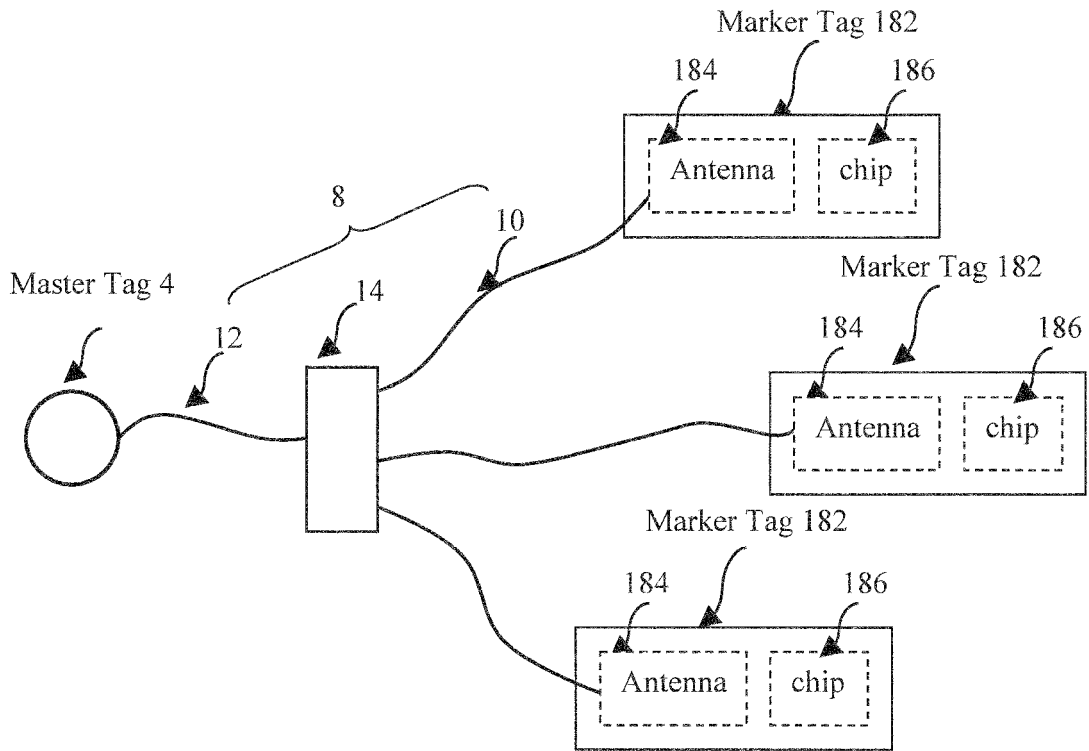 Marker Tag 182
184
186
Antenna
chip
8
10
Marker Tag 182
Master Tag 4
14
12
184
186
Antenna
chip
Marker Tag 182
184
186
Antenna
chip